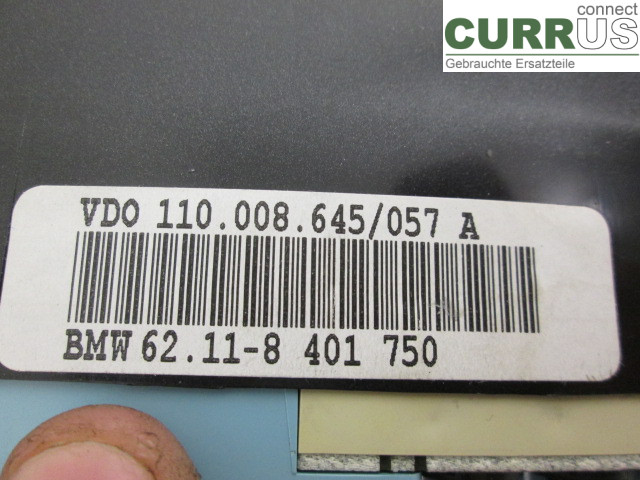 connect
CURRUS
Gebrauchte Ersatzteile
VDO 110.008.645/057 A
BMW 62.11-8 401 750